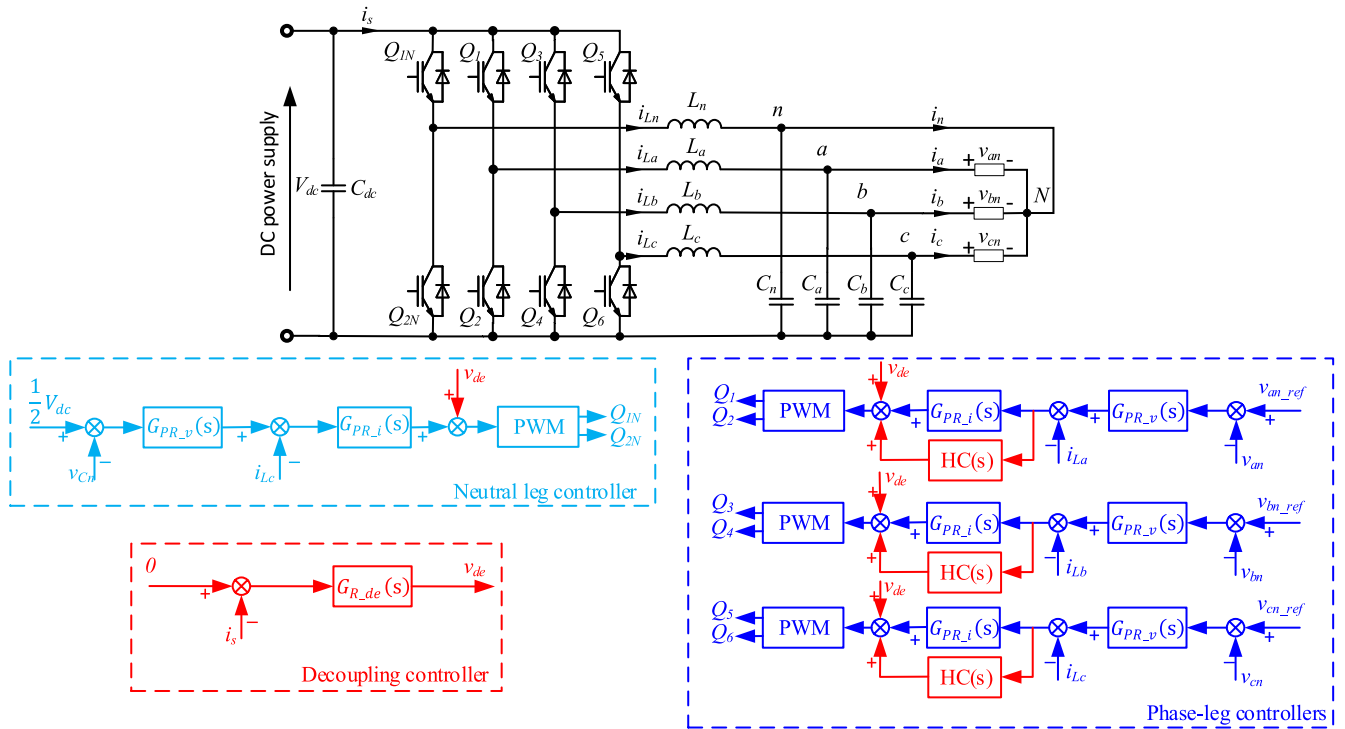 i_s
Q_1N
Q_1
Q_3
Q_5
DC power supply
V_dc
C_dc
i_Ln
L_n
n
i_n
i_La
L_a
a
i_a
+ v_an -
i_Lb
L_b
b
i_b
+ v_bn -
N
i_Lc
L_c
c
i_c
+ v_cn -
C_n
C_a
C_b
C_c
Q_2N
Q_2
Q_4
Q_6
1/2 V_dc
+
v_Cn
−
G_PR_v(s)
+
i_Lc
−
G_PR_i(s)
+
v_de
+
PWM
Q_1N
Q_2N
Neutral leg controller
0
+
i_s
−
G_R_de(s)
v_de
Decoupling controller
Q_1
Q_2
PWM
v_de
+
+
+
G_PR_i(s)
HC(s)
−
i_La
+
G_PR_v(s)
v_an_ref
+
−
v_an
Q_3
Q_4
PWM
v_de
+
+
+
G_PR_i(s)
HC(s)
−
i_Lb
+
G_PR_v(s)
v_bn_ref
+
−
v_bn
Q_5
Q_6
PWM
v_de
+
+
+
G_PR_i(s)
HC(s)
−
i_Lc
+
G_PR_v(s)
v_cn_ref
+
−
v_cn
Phase-leg controllers